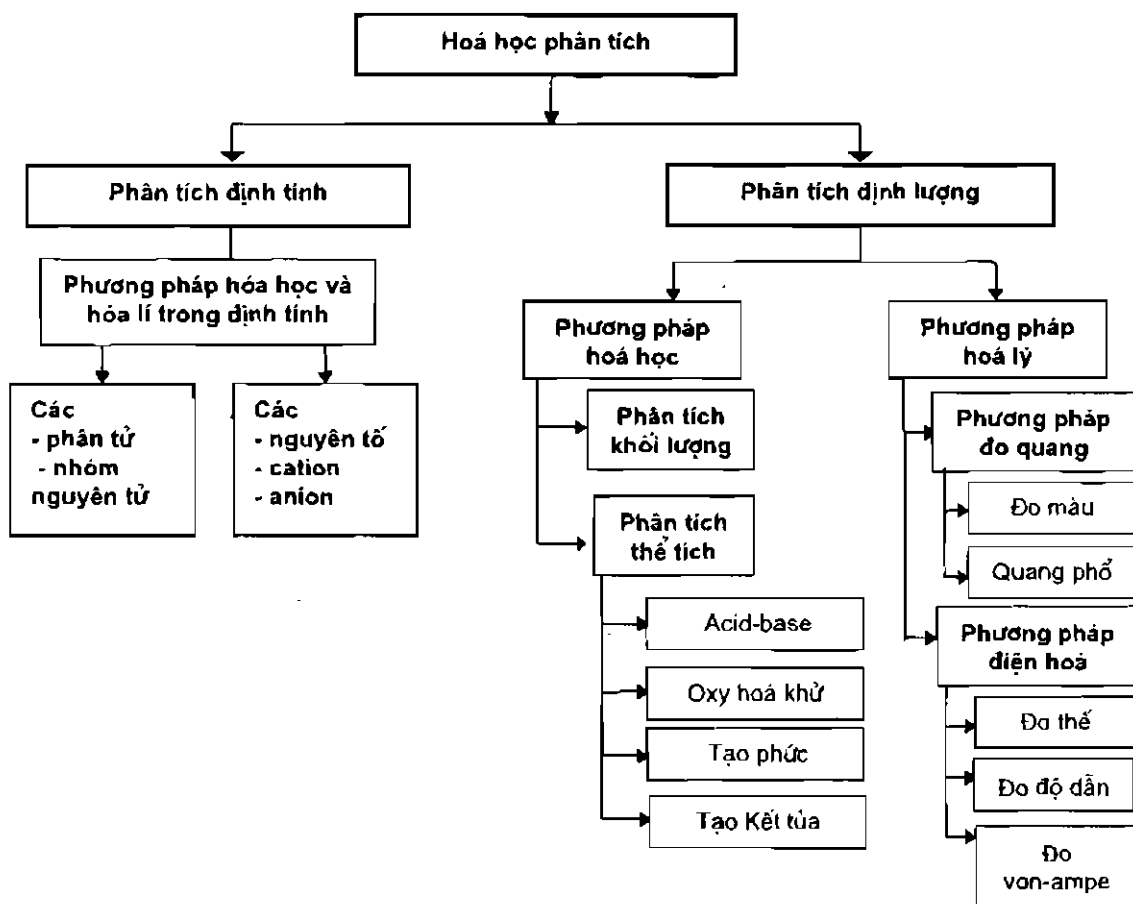 Hoá học phân tích
Phân tích định tính
Phương pháp hóa học và
hóa lí trong định tính
Các
- phân tử
- nhóm
nguyên tử
Các
- nguyên tố
- cation
- anion
Phân tích định lượng
Phương pháp
hoá học
Phân tích
khối lượng
Phân tích
thể tích
Acid-base
Oxy hoá khử
Tạo phức
Tạo Kết tủa
Phương pháp
hoá lý
Phương pháp
đo quang
Đo màu
Quang phổ
Phương pháp
điện hoá
Đo thế
Đo độ dẫn
Đo
von-ampe